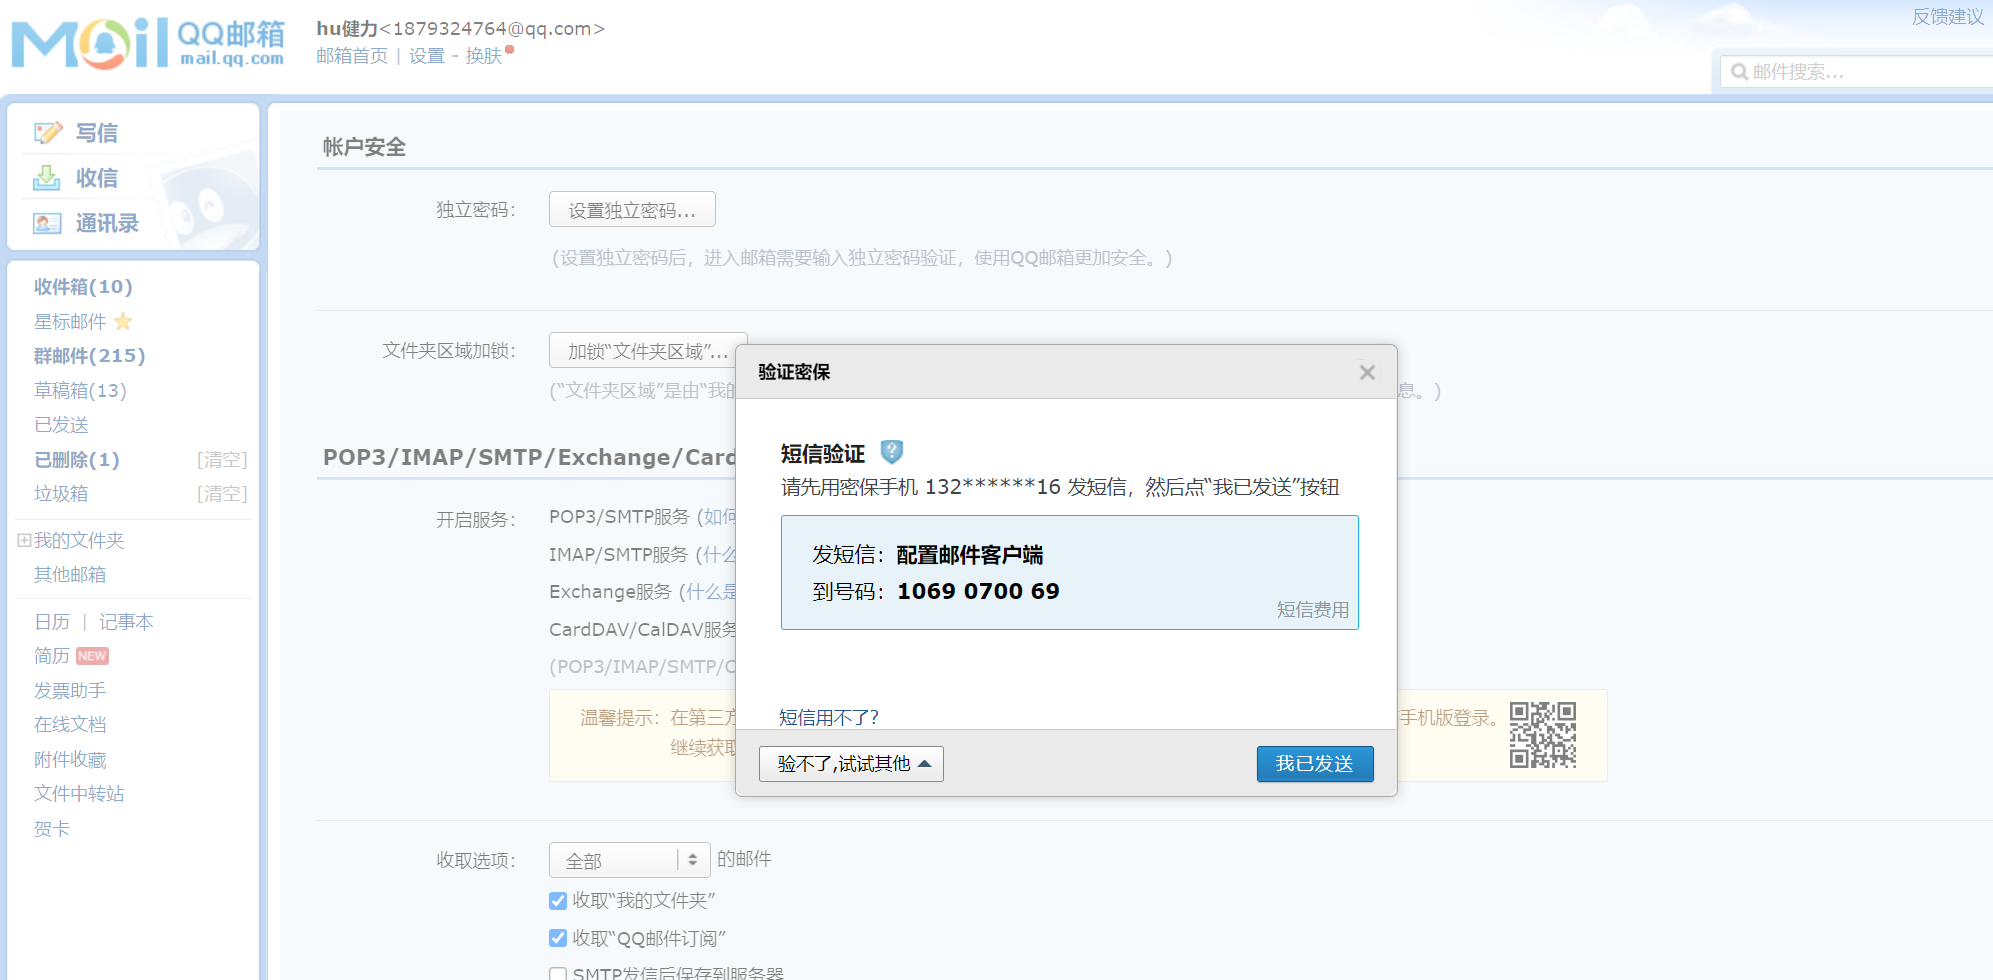 Mail QQ邮箱
mail.qq.com
hu健力<1879324764@qq.com>
邮箱首页 | 设置 - 换肤
反馈建议
邮件搜索...
写信
收信
通讯录
收件箱(10)
星标邮件
群邮件(215)
草稿箱(13)
已发送
已删除(1) [清空]
垃圾箱 [清空]
我的文件夹
其他邮箱
日历 | 记事本
简历 NEW
发票助手
在线文档
附件收藏
文件中转站
贺卡
帐户安全
独立密码： 设置独立密码...
(设置独立密码后，进入邮箱需要输入独立密码验证，使用QQ邮箱更加安全。)
文件夹区域加锁： 加锁“文件夹区域”...
(“文件夹区域”是由“我的 息。)
POP3/IMAP/SMTP/Exchange/Card
开启服务： POP3/SMTP服务 (如何
IMAP/SMTP服务 (什么
Exchange服务 (什么是
CardDAV/CalDAV服务
(POP3/IMAP/SMTP/C
温馨提示：在第三方 手机版登录。
继续获取
收取选项： 全部 的邮件
收取“我的文件夹”
收取“QQ邮件订阅”
SMTP发信后保存到服务器
验证密保
短信验证
请先用密保手机 132******16 发短信，然后点“我已发送”按钮
发短信：配置邮件客户端
到号码：1069 0700 69
短信费用
短信用不了?
验不了,试试其他
我已发送